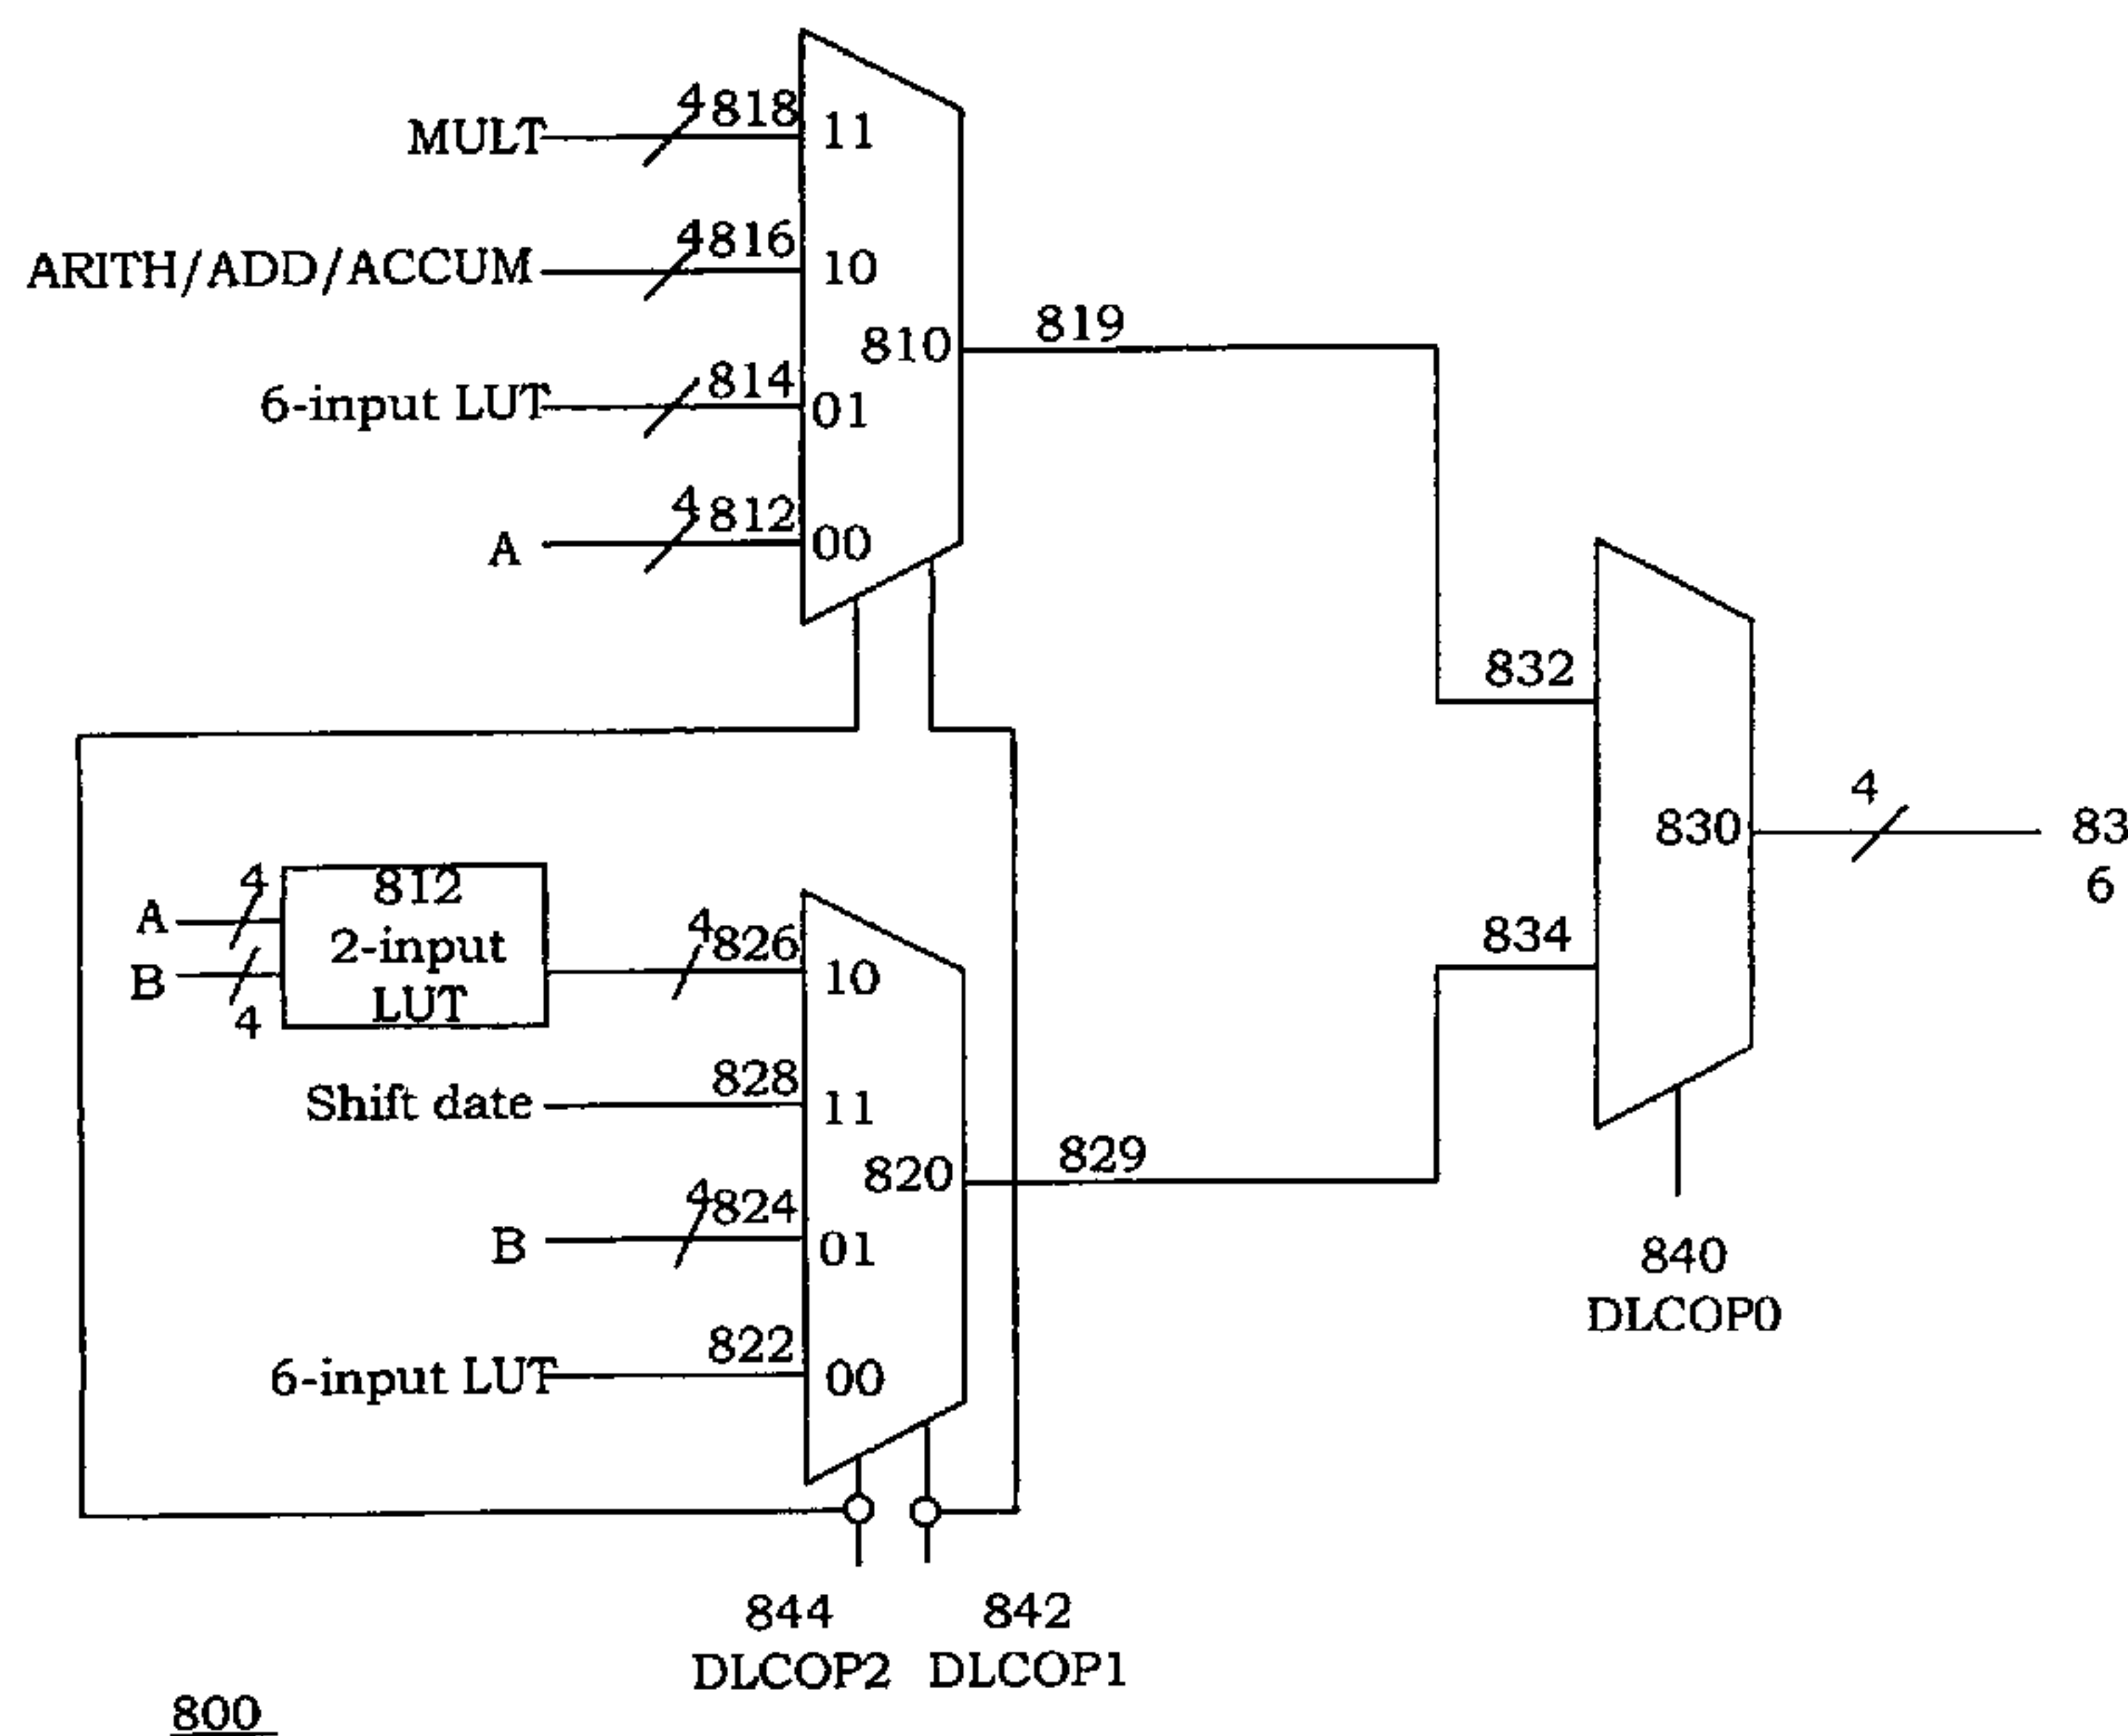 4 818
MULT
11
4 816
ARITH/ADD/ACCUM
10
819
810
814
6-input LUT
01
4 812
A
00
832
4
830
83
6
4
A
812
2-input
LUT
B
4
4 826
10
834
828
Shift date
11
829
820
4 824
B
01
840
DLCOP0
822
6-input LUT
00
844
DLCOP2
842
DLCOP1
800